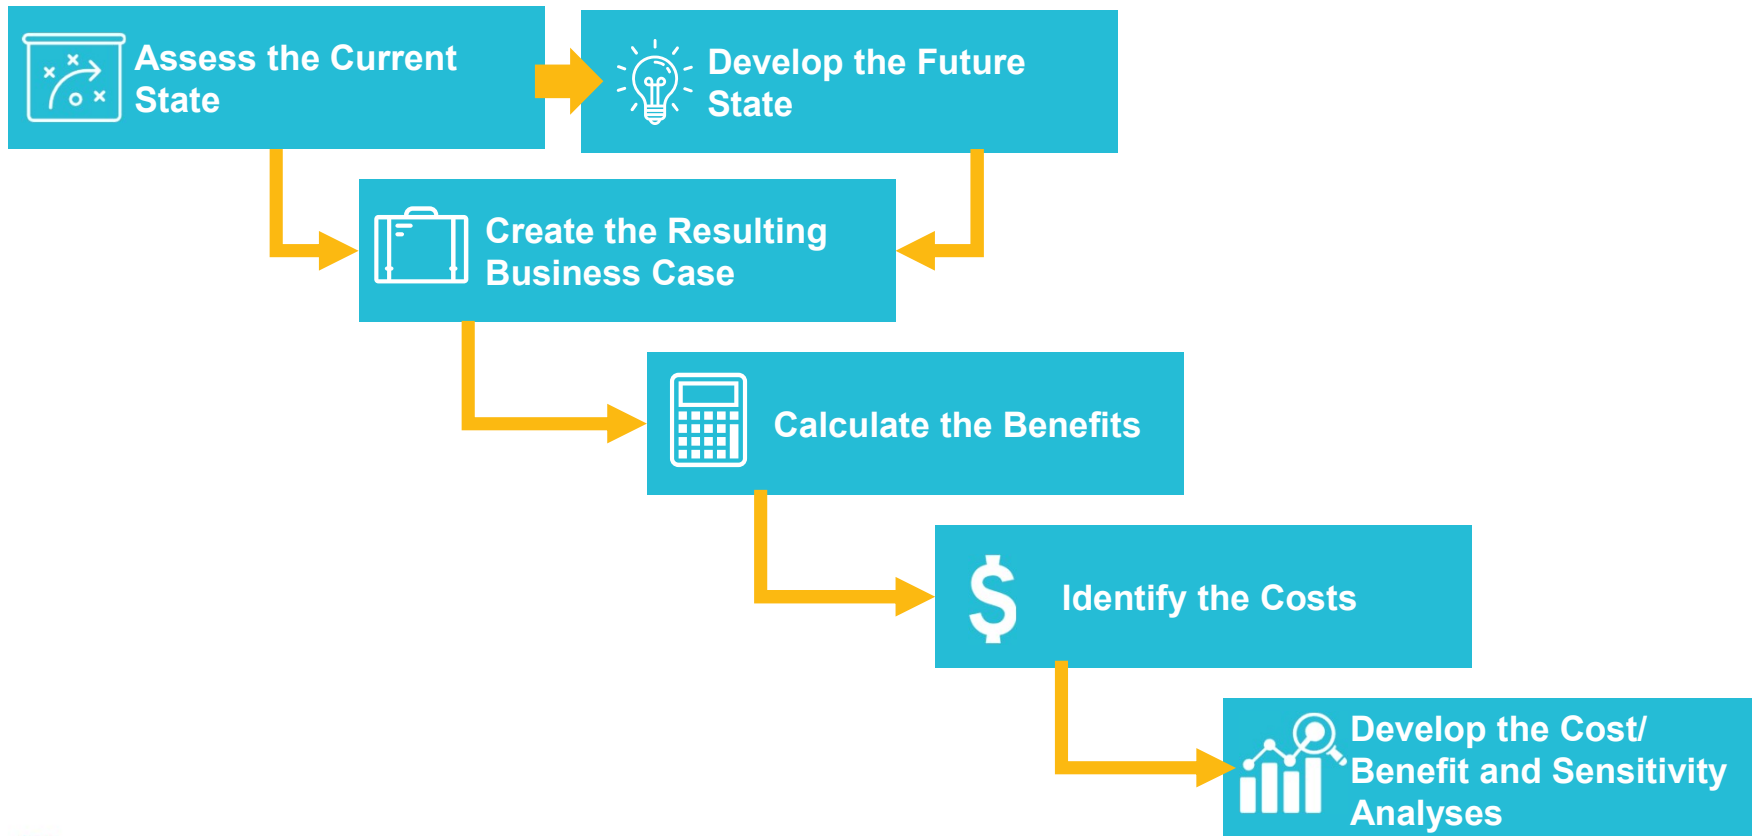 Assess the Current
State
Develop the Future
State
Create the Resulting
Business Case
Calculate the Benefits
$
Identify the Costs
Develop the Cost/
Benefit and Sensitivity
Analyses